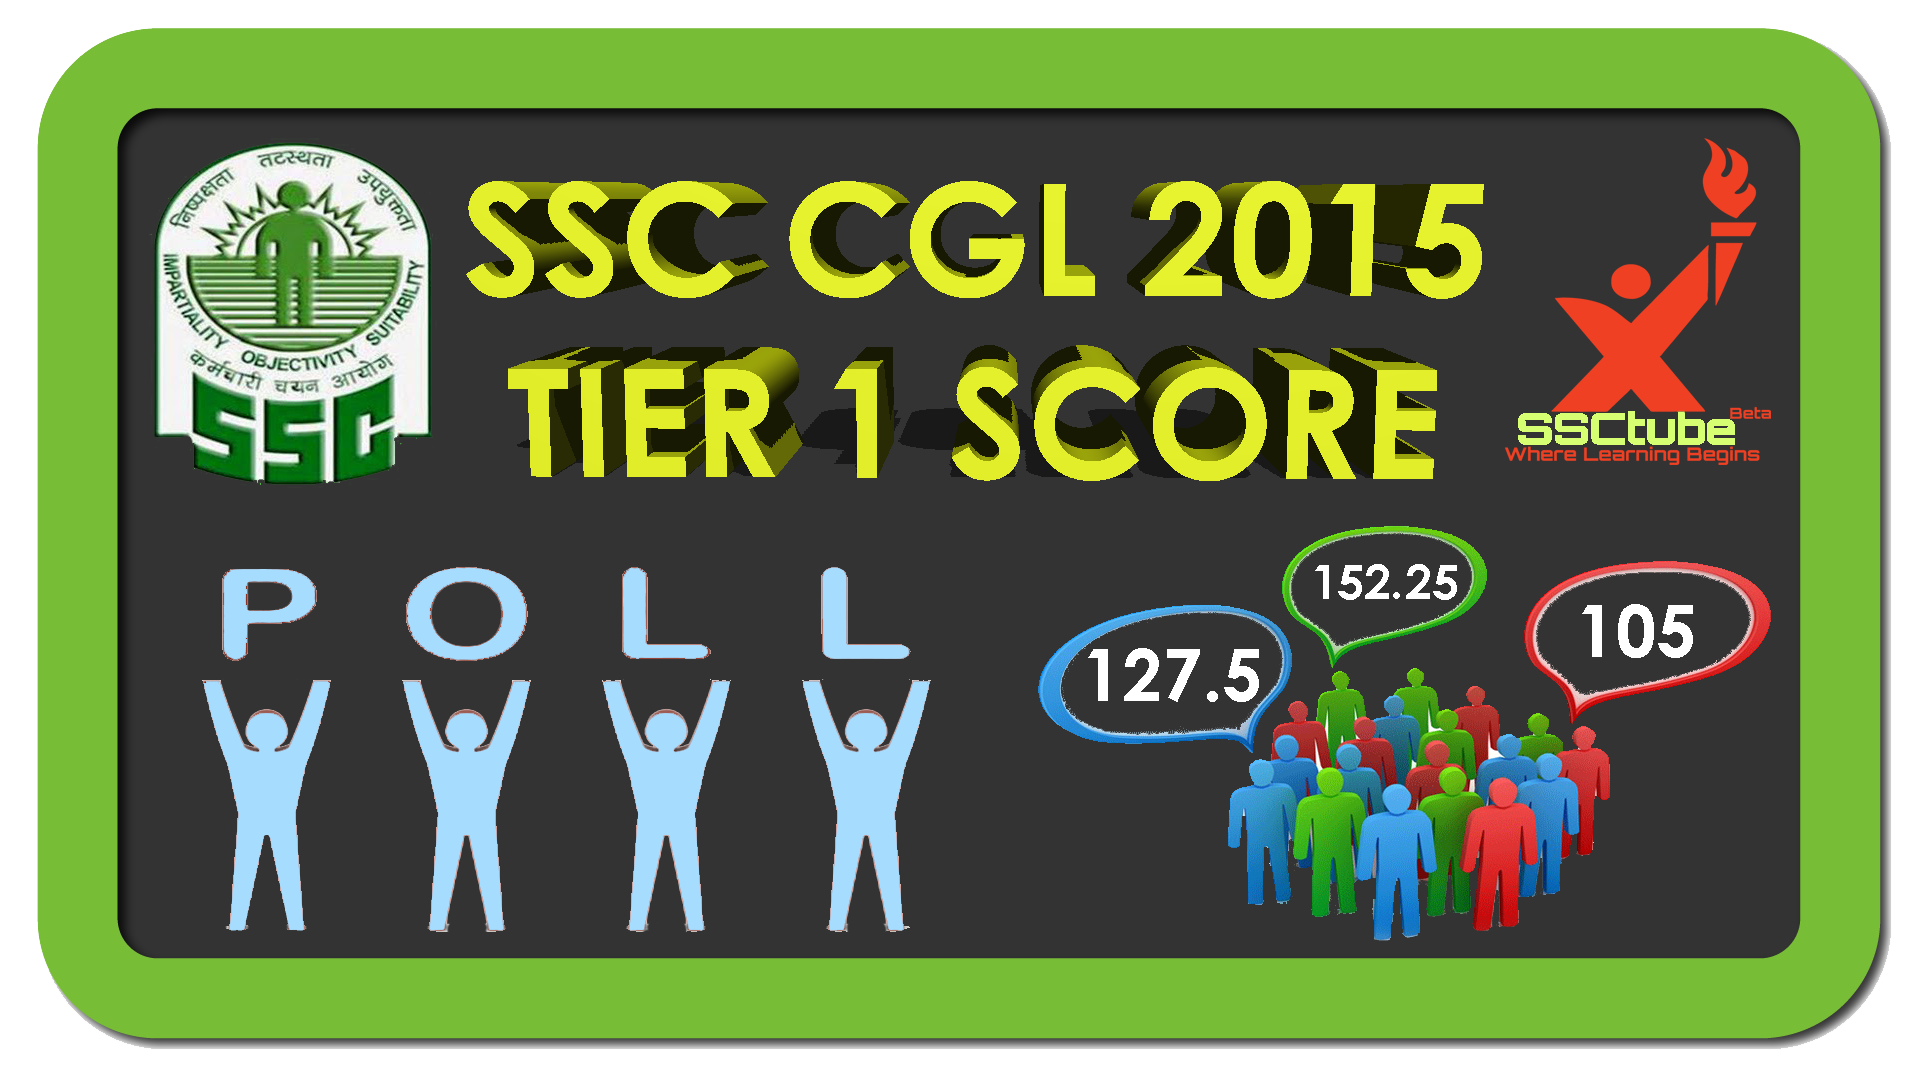 निष्पक्षता तटस्थता उपयुक्तता
IMPARTIALITY OBJECTIVITY SUITABILITY
कर्मचारी चयन आयोग
SSC
SSC CGL 2015
TIER 1 SCORE
SSCtube Beta
Where Learning Begins
POLL
127.5
152.25
105